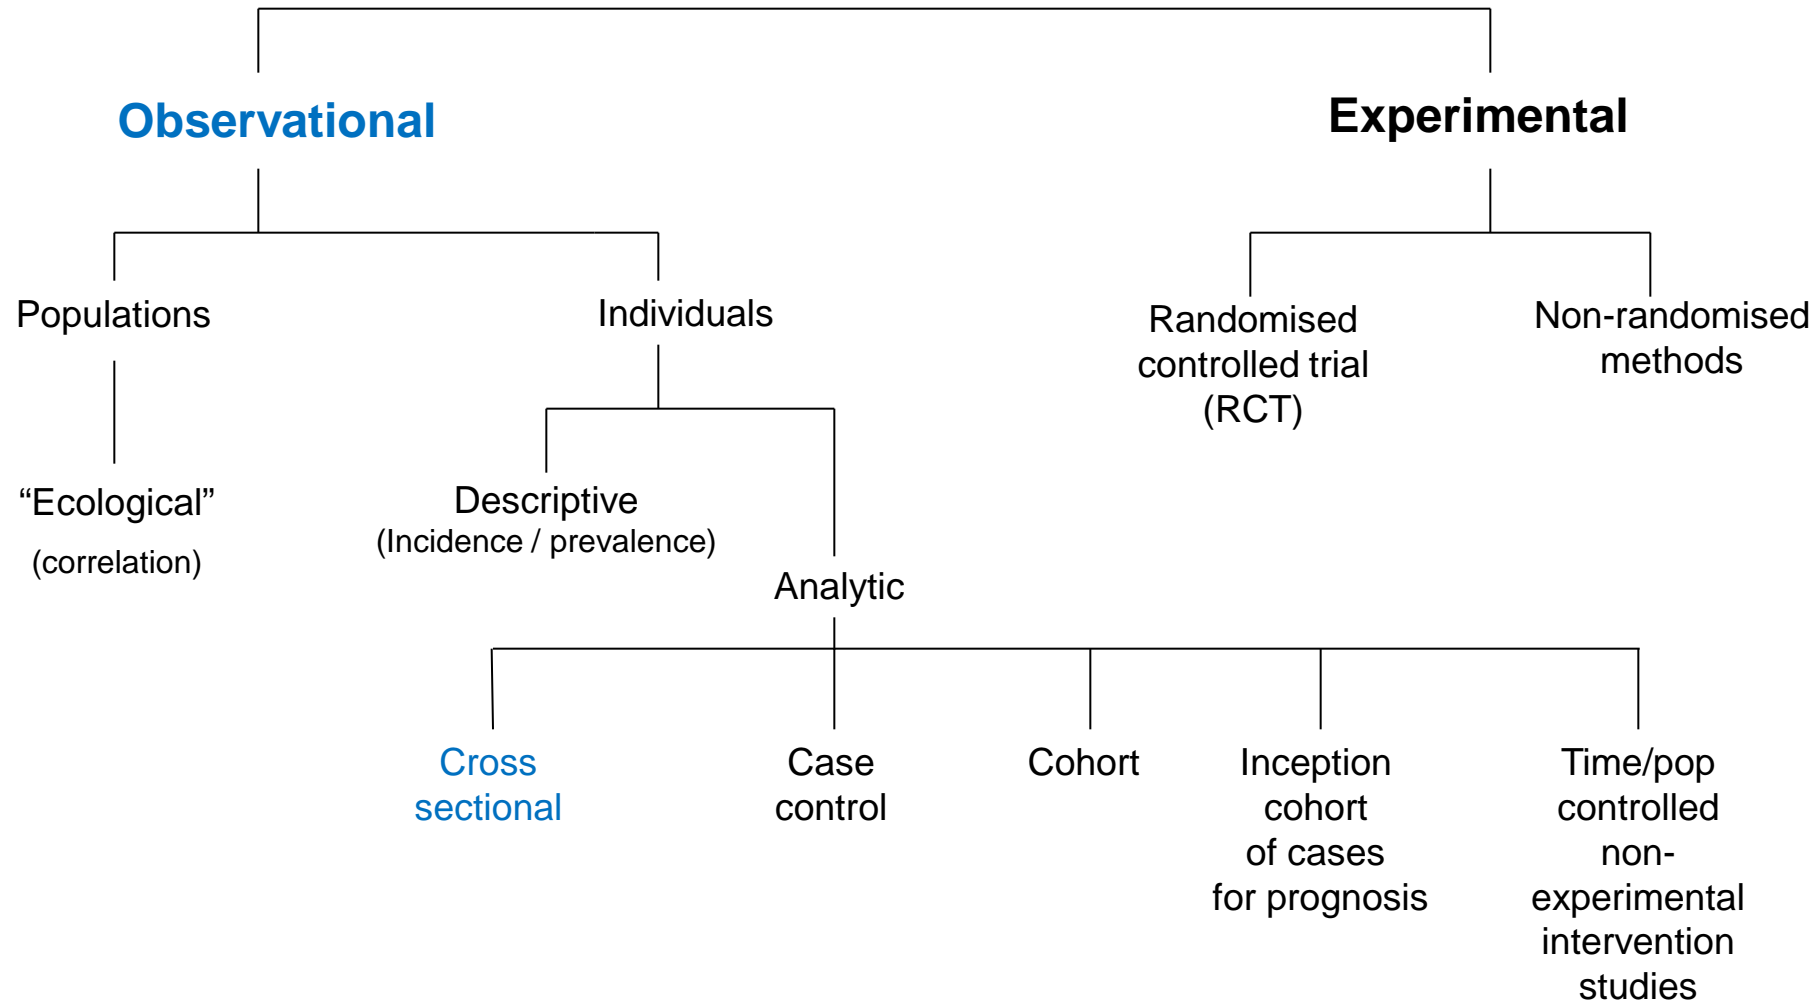 Observational
Experimental
Populations
Individuals
Randomised
controlled trial
(RCT)
Non-randomised
methods
“Ecological”
(correlation)
Descriptive
(Incidence / prevalence)
Analytic
Cross
sectional
Case
control
Cohort
Inception
cohort
of cases
for prognosis
Time/pop
controlled
non-
experimental
intervention
studies